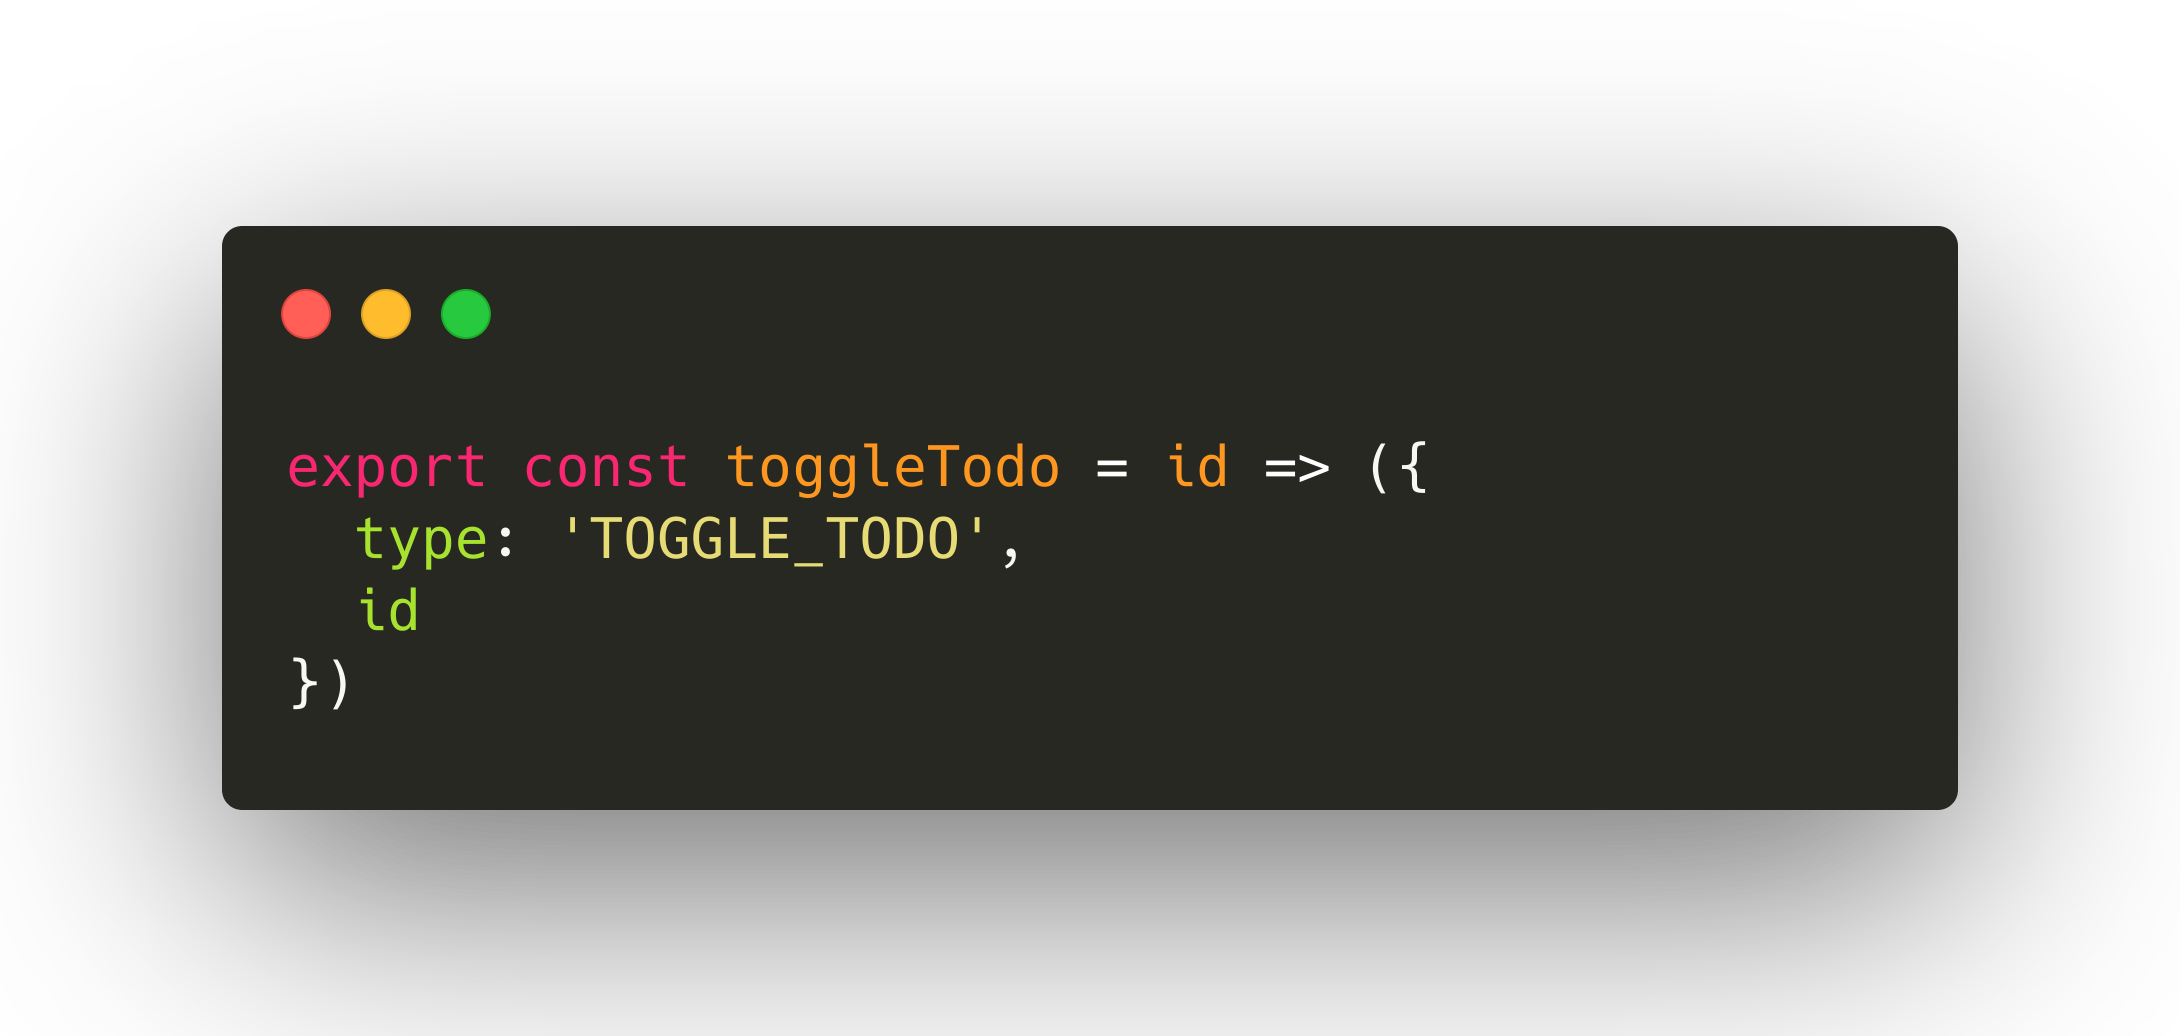 export const toggleTodo = id => ({
  type: 'TOGGLE_TODO',
  id
})